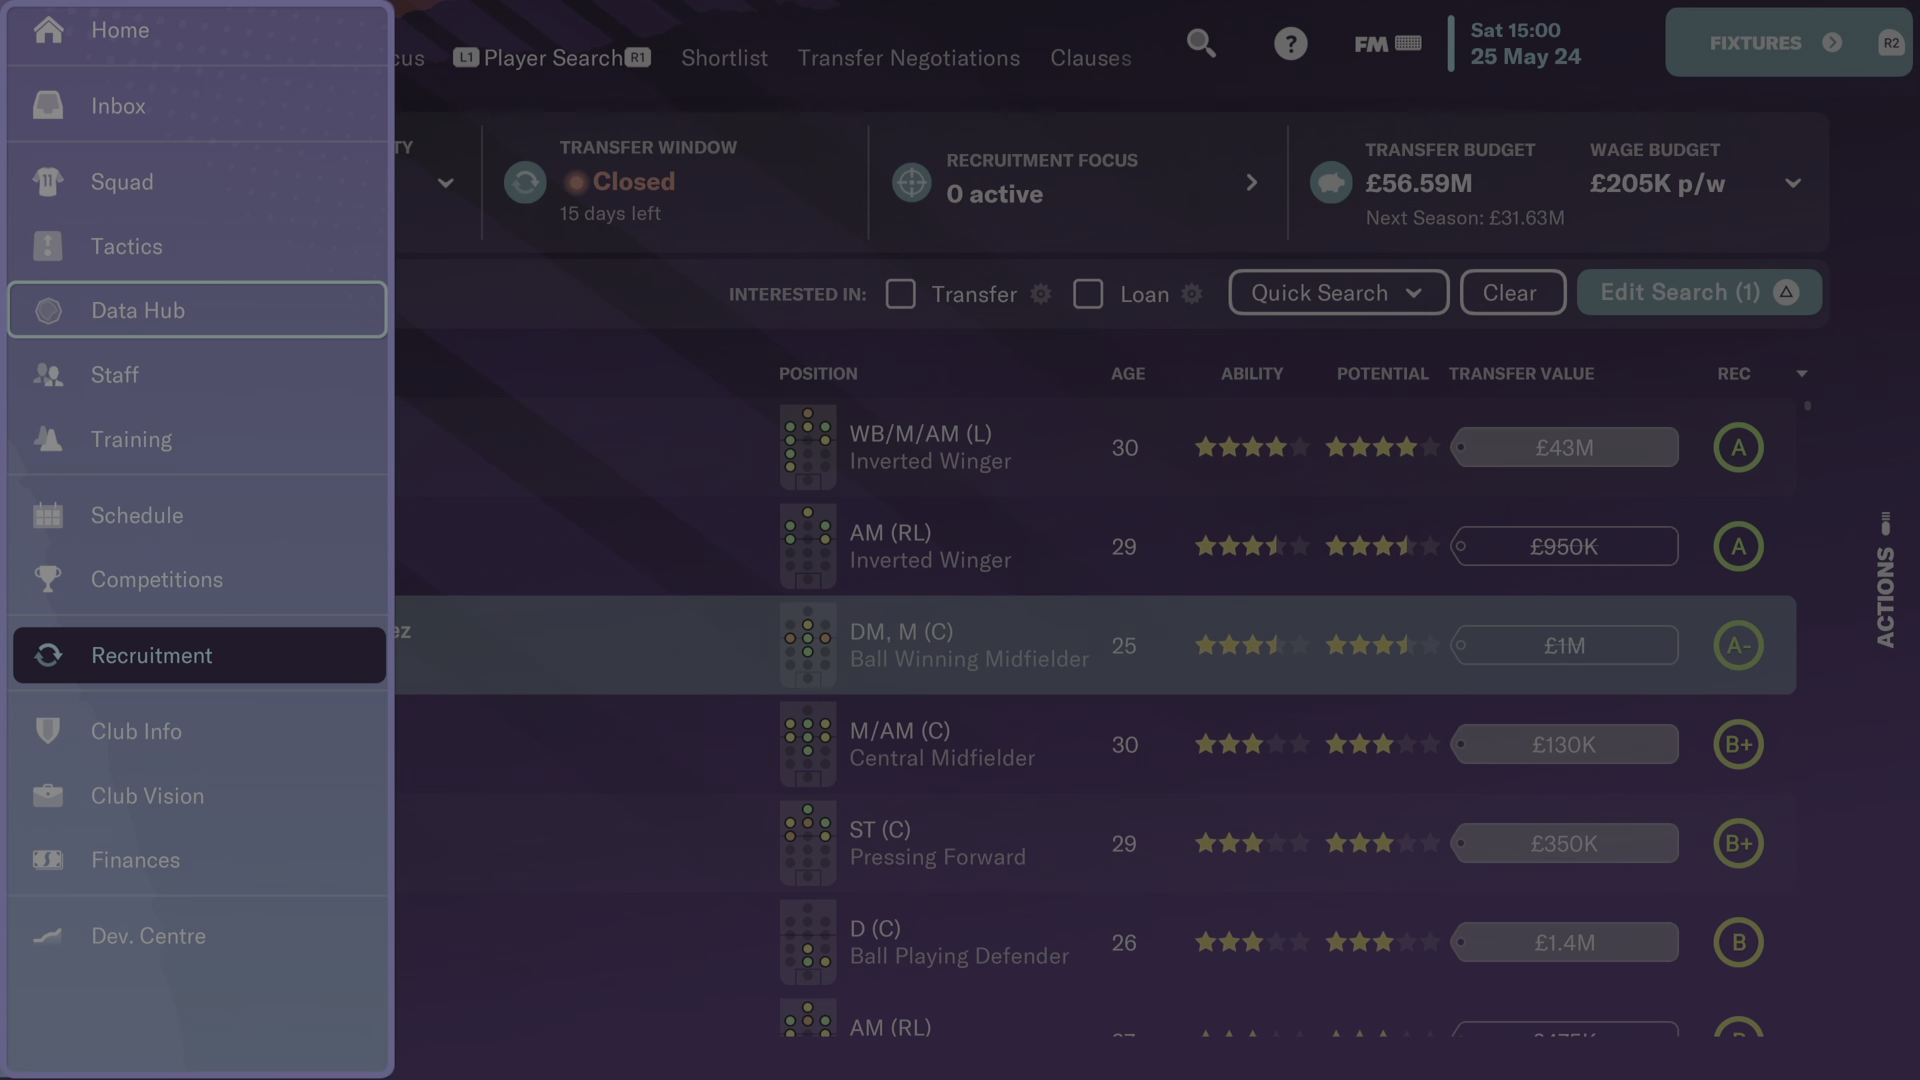 Home
Inbox
Squad
Tactics
Data Hub
Staff
Training
Schedule
Competitions
Recruitment
Club Info
Club Vision
Finances
Dev. Centre
cus
L1 Player Search R1
Shortlist
Transfer Negotiations
Clauses
?
FM
Sat 15:00
25 May 24
FIXTURES
R2
TY
TRANSFER WINDOW
Closed
15 days left
RECRUITMENT FOCUS
0 active
TRANSFER BUDGET
£56.59M
Next Season: £31.63M
WAGE BUDGET
£205K p/w
INTERESTED IN:
Transfer
Loan
Quick Search
Clear
Edit Search (1)
POSITION AGE ABILITY POTENTIAL TRANSFER VALUE REC
WB/M/AM (L)
Inverted Winger
30
£43M
A
AM (RL)
Inverted Winger
29
£950K
A
ez
DM, M (C)
Ball Winning Midfielder
25
£1M
A-
M/AM (C)
Central Midfielder
30
£130K
B+
ST (C)
Pressing Forward
29
£350K
B+
D (C)
Ball Playing Defender
26
£1.4M
B
AM (RL)
ACTIONS